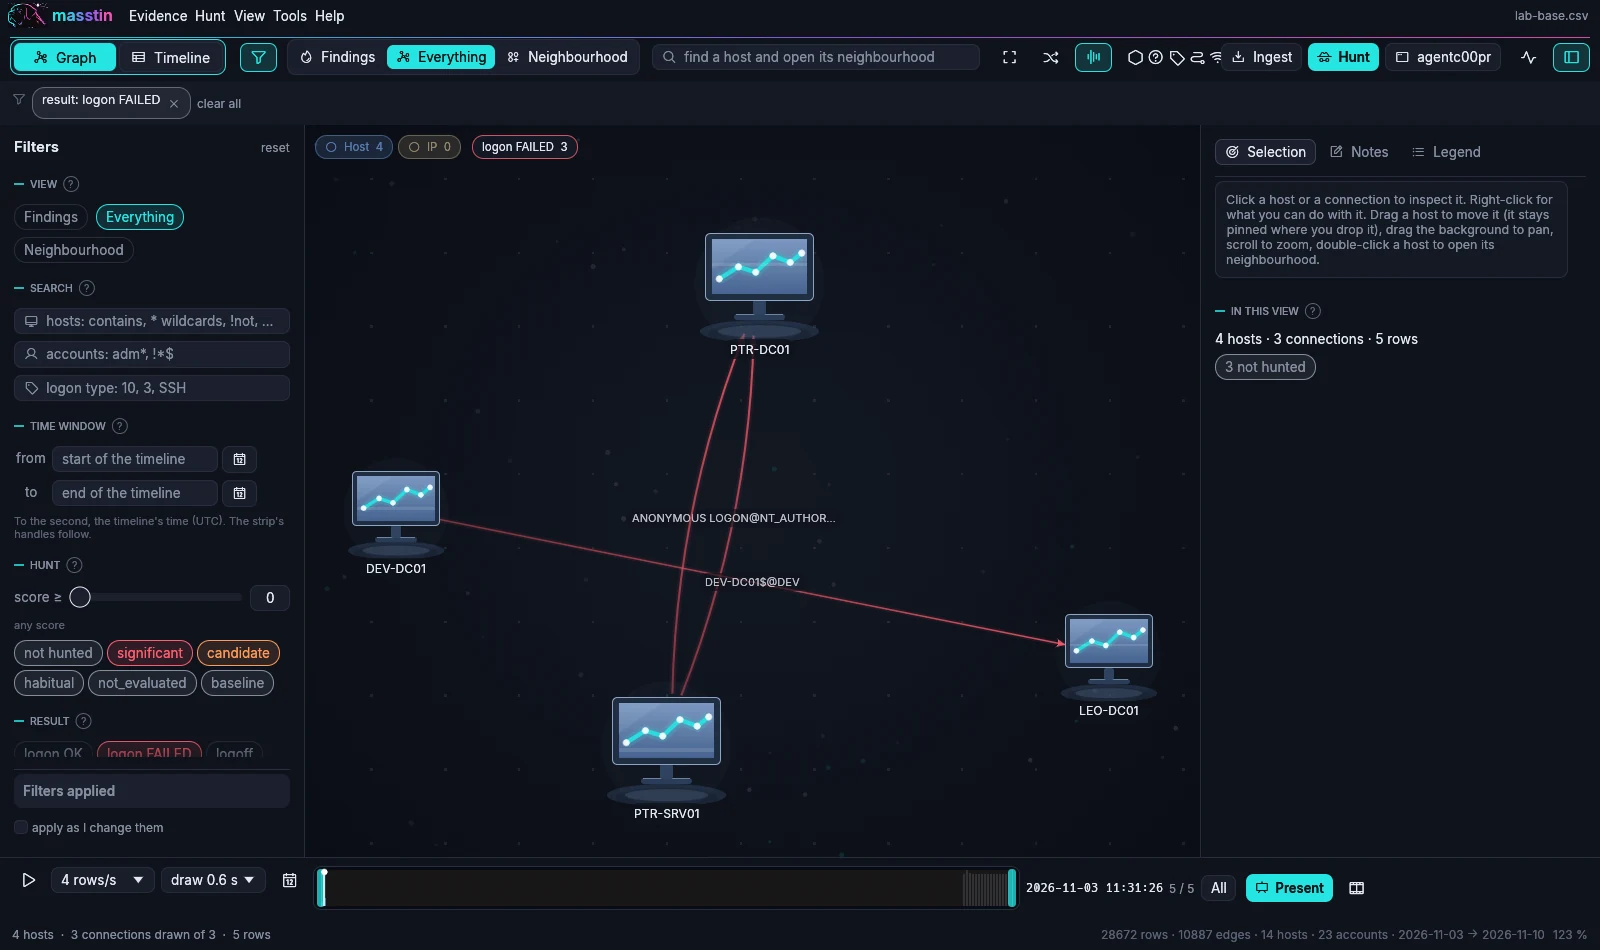 masstin Evidence Hunt View Tools Help lab-base.csv
Graph Timeline Findings Everything Neighbourhood find a host and open its neighbourhood Ingest Hunt agentc00pr
result: logon FAILED × clear all
Filters reset
VIEW ?
Findings Everything
Neighbourhood
SEARCH ?
hosts: contains, * wildcards, !not, ...
accounts: adm*, !*$
logon type: 10, 3, SSH
TIME WINDOW ?
from start of the timeline 12
to end of the timeline 12
To the second, the timeline's time (UTC). The strip's
handles follow.
HUNT ?
score ≥ 0
any score
not hunted significant candidate
habitual not_evaluated baseline
RESULT ?
logon OK logon FAILED logoff
Filters applied
apply as I change them
Host 4 IP 0 logon FAILED 3
PTR-DC01
DEV-DC01
ANONYMOUS LOGON@NT_AUTHOR...
DEV-DC01$@DEV
LEO-DC01
PTR-SRV01
Selection Notes Legend
Click a host or a connection to inspect it. Right-click for
what you can do with it. Drag a host to move it (it stays
pinned where you drop it), drag the background to pan,
scroll to zoom, double-click a host to open its
neighbourhood.
IN THIS VIEW ?
4 hosts · 3 connections · 5 rows
3 not hunted
4 rows/s draw 0.6 s 12 2026-11-03 11:31:26 5 / 5 All Present
4 hosts · 3 connections drawn of 3 · 5 rows 28672 rows · 10887 edges · 14 hosts · 23 accounts · 2026-11-03 → 2026-11-10 123 %